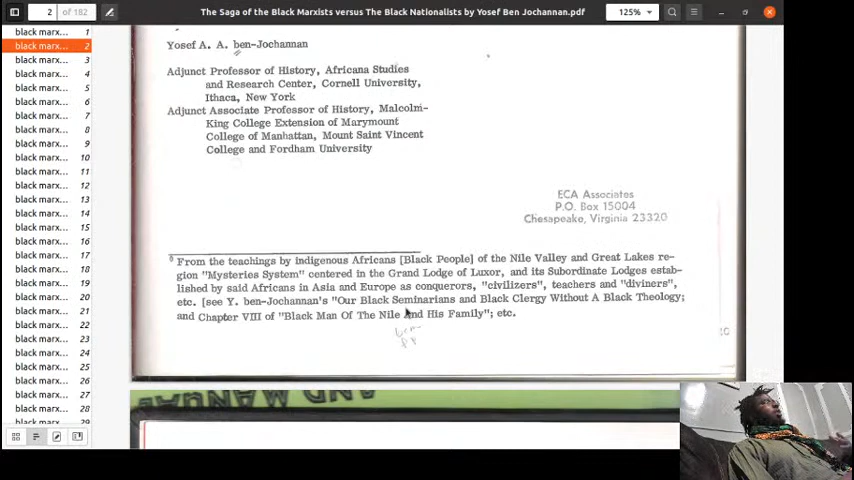 2 of 182
The Saga of the Black Marxists versus The Black Nationalists by Yosef Ben Jochannan.pdf
125%
black marx... 1
black marx... 2
black marx... 3
black marx... 4
black marx... 5
black marx... 6
black marx... 7
black marx... 8
black marx... 9
black marx... 10
black marx... 11
black marx... 12
black marx... 13
black marx... 14
black marx... 15
black marx... 16
black marx... 17
black marx... 18
black marx... 19
black marx... 20
black marx... 21
black marx... 22
black marx... 23
black marx... 24
black marx... 25
black marx... 26
black marx... 27
black marx... 28
black marx... 29
Yosef A. A. ben-Jochannan
Adjunct Professor of History, Africana Studies
and Research Center, Cornell University,
Ithaca, New York
Adjunct Associate Professor of History, Malcolm-
King College Extension of Marymount
College of Manhattan, Mount Saint Vincent
College and Fordham University
ECA Associates
P.O. Box 15004
Chesapeake, Virginia 23320
From the teachings by indigenous Africans [Black People] of the Nile Valley and Great Lakes re-
gion "Mysteries System" centered in the Grand Lodge of Luxor, and its Subordinate Lodges estab-
lished by said Africans in Asia and Europe as conquerors, "civilizers", teachers and "diviners",
etc. [see Y. ben-Jochannan's "Our Black Seminarians and Black Clergy Without A Black Theology;
and Chapter VIII of "Black Man Of The Nile And His Family"; etc.
AND MANUAL